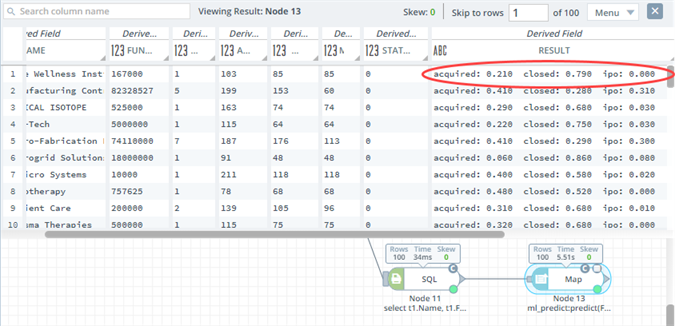 Search column name Viewing Result: Node 13 Skew: 0 Skip to rows 1 of 100 Menu
ved Field Derive... Deriv... Derive... Derive... Deriv... Derived ... Derived Field
AME 123 FUN... 123 ... 123 A... 123 ... 123 N 123 STAT... ABC RESULT
1 e Wellness Inst 167000 1 103 85 85 0 acquired: 0.210 closed: 0.790 ipo: 0.000
2 ufacturing Cont 82328527 5 199 153 60 0 acquired: 0.410 closed: 0.280 ipo: 0.310
3 ICAL ISOTOPE 525000 1 163 74 74 0 acquired: 0.290 closed: 0.680 ipo: 0.030
4 -Tech 5000000 1 115 64 64 0 acquired: 0.220 closed: 0.750 ipo: 0.030
5 ro-Fabrication 74110000 7 187 176 113 0 acquired: 0.410 closed: 0.290 ipo: 0.300
6 rogrid Solution 18000000 1 91 48 48 0 acquired: 0.060 closed: 0.860 ipo: 0.080
7 icro Systems 10000 1 211 118 118 0 acquired: 0.400 closed: 0.580 ipo: 0.020
8 otherapy 757625 1 78 68 68 0 acquired: 0.480 closed: 0.520 ipo: 0.000
9 ient Care 200000 2 139 105 96 0 acquired: 0.310 closed: 0.680 ipo: 0.010
10 ma Therapies 500000 1 115 75 75 0 acquired: 0.320 closed: 0.680 ipo: 0.000
Rows Time Skew Rows Time Skew
100 34ms 0 100 5.51s 0
SQL Map
Node 11 Node 13
select t1.Name, t1.F... ml_predict:predict(F...